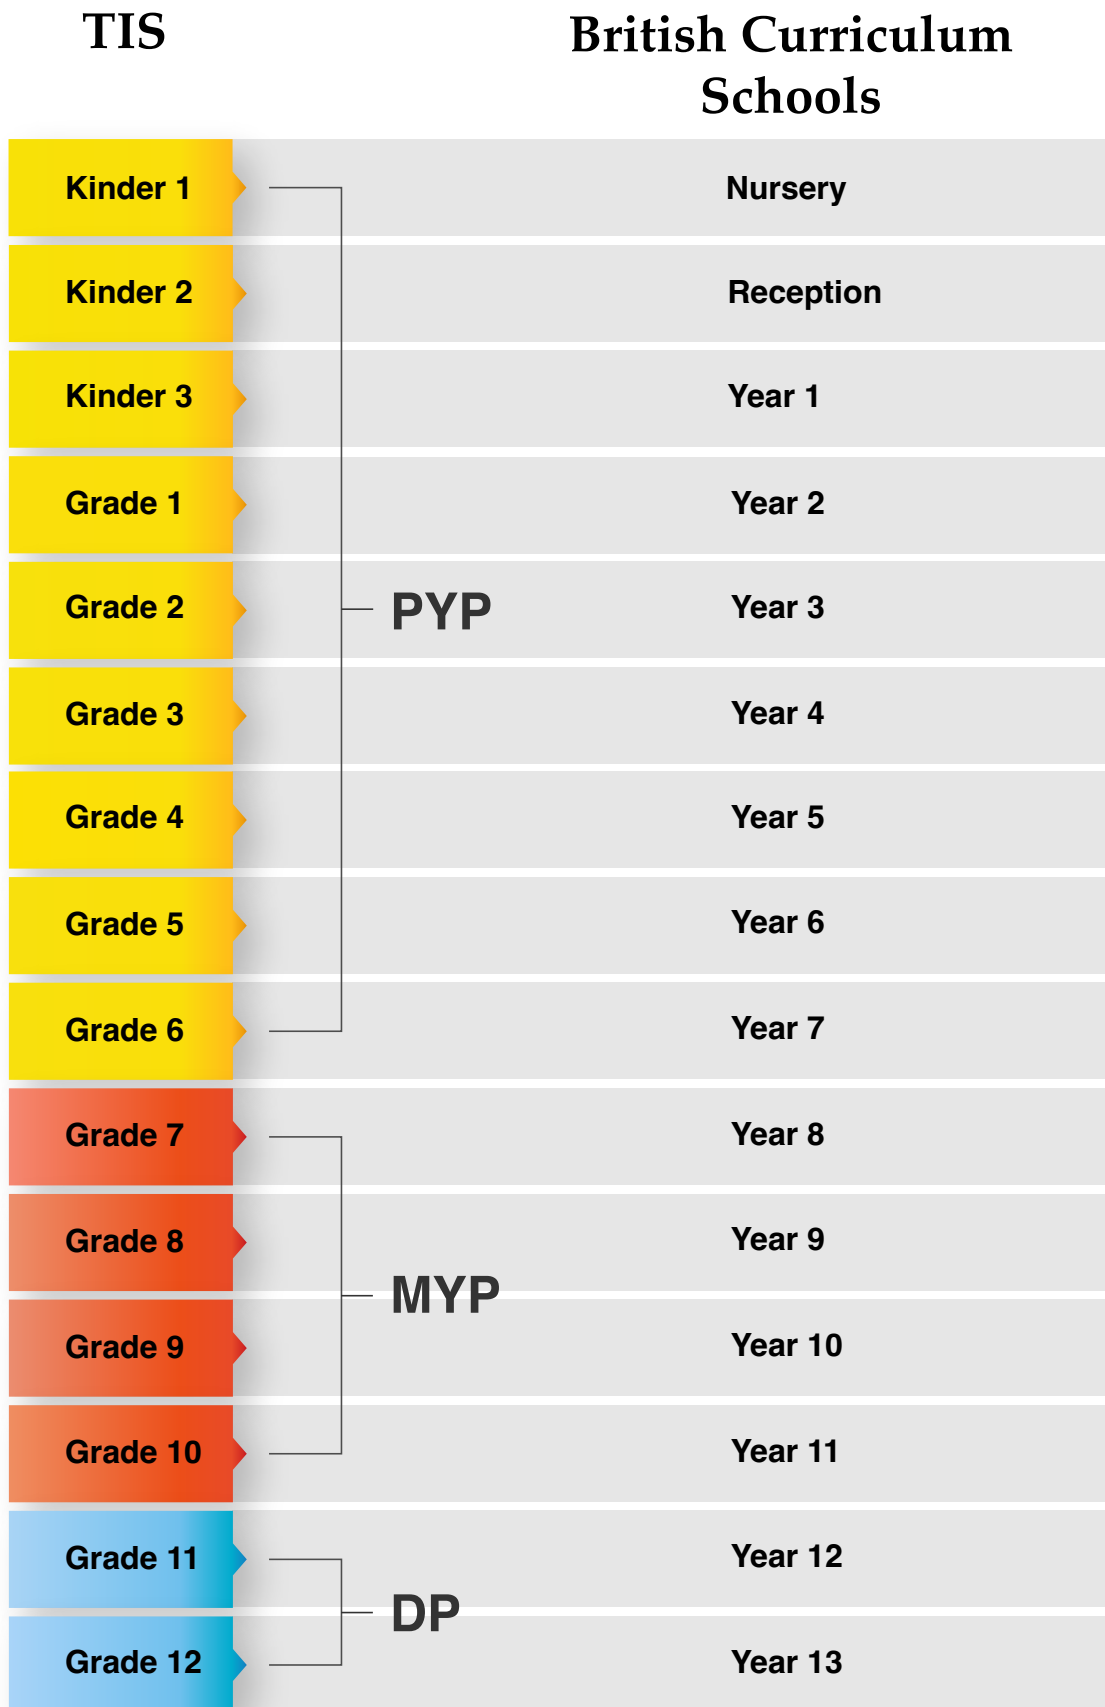 TIS
British Curriculum
Schools
Kinder 1
Nursery
Kinder 2
Reception
Kinder 3
Year 1
Grade 1
Year 2
Grade 2
PYP
Year 3
Grade 3
Year 4
Grade 4
Year 5
Grade 5
Year 6
Grade 6
Year 7
Grade 7
Year 8
Grade 8
Year 9
MYP
Grade 9
Year 10
Grade 10
Year 11
Grade 11
Year 12
DP
Grade 12
Year 13